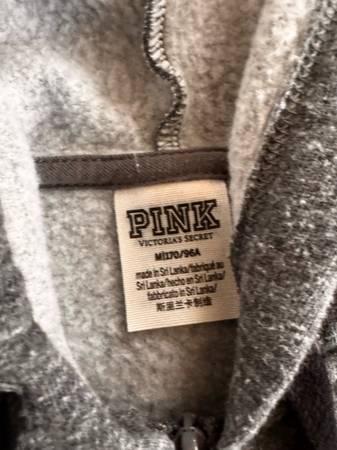 PINK
VICTORIA'S SECRET
M|170/96A
made in Sri Lanka/fabriqué au
Sri Lanka/hecho en Sri Lanka/
fabbricato in Sri Lanka/
斯里兰卡制造